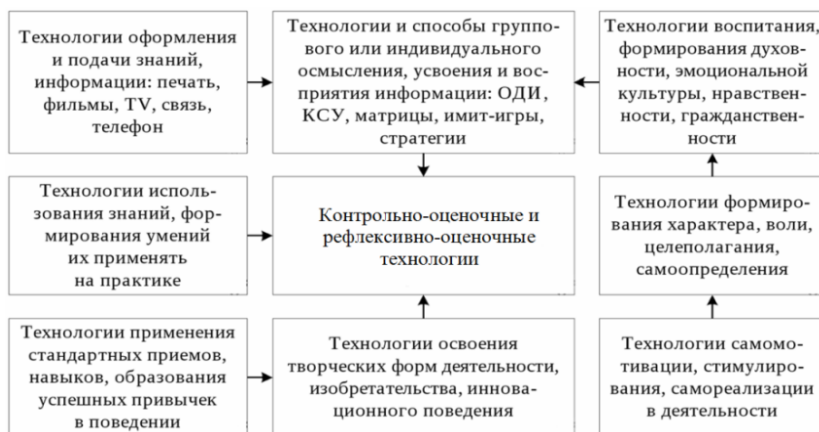 Технологии оформления
и подачи знаний,
информации: печать,
фильмы, TV, связь,
телефон
Технологии и способы группо-
вого или индивидуального
осмысления, усвоения и вос-
приятия информации: ОДИ,
КСУ, матрицы, имит-игры,
стратегии
Технологии воспитания,
формирования духов-
ности, эмоциональной
культуры, нравствен-
ности, гражданствен-
ности
Технологии исполь-
зования знаний, фор-
мирования умений
их применять
на практике
Контрольно-оценочные и
рефлексивно-оценочные
технологии
Технологии формиро-
вания характера, воли,
целеполагания,
самоопределения
Технологии применения
стандартных приемов,
навыков, образования
успешных привычек
в поведении
Технологии освоения
творческих форм деятельности,
изобретательства, иннова-
ционного поведения
Технологии самомо-
тивации, стимулиро-
вания, самореализации
в деятельности